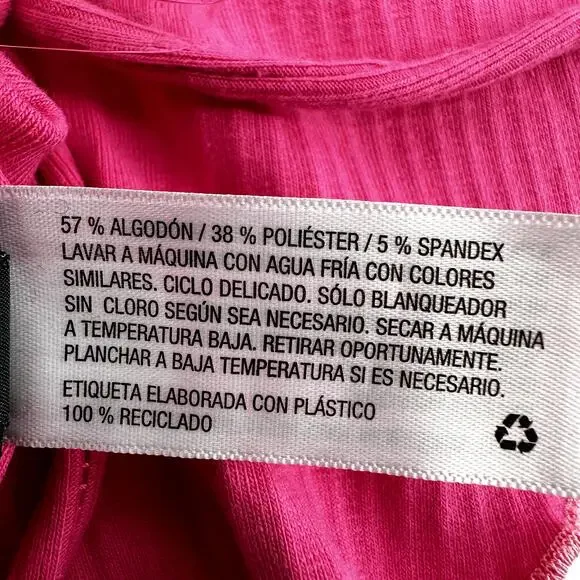 57 % ALGODÓN / 38 % POLIÉSTER / 5 % SPANDEX
LAVAR A MÁQUINA CON AGUA FRÍA CON COLORES
SIMILARES. CICLO DELICADO. SÓLO BLANQUEADOR
SIN CLORO SEGÚN SEA NECESARIO. SECAR A MÁQUINA
A TEMPERATURA BAJA. RETIRAR OPORTUNAMENTE.
PLANCHAR A BAJA TEMPERATURA SI ES NECESARIO.
ETIQUETA ELABORADA CON PLÁSTICO
100 % RECICLADO